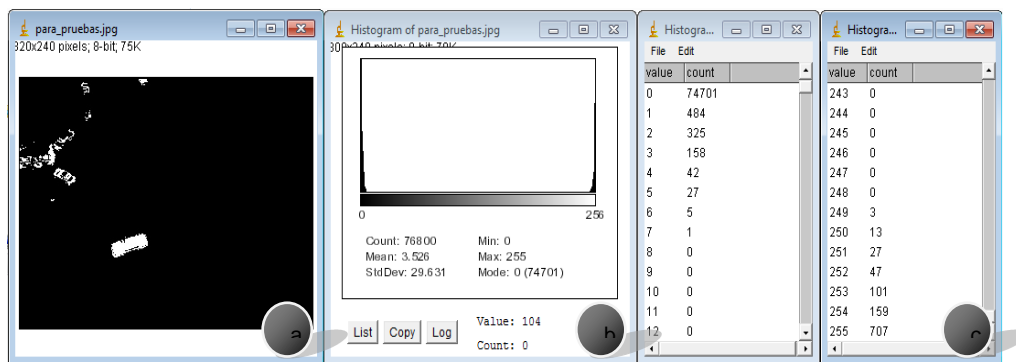 para_pruebas.jpg
320x240 pixels; 8-bit; 75K
a
Histogram of para_pruebas.jpg
0
256
Count: 76800
Min: 0
Mean: 3.526
Max: 255
StdDev: 29.631
Mode: 0 (74701)
List
Copy
Log
Value: 104
Count: 0
b
Histogra...
File Edit
value count
0 74701
1 484
2 325
3 158
4 42
5 27
6 5
7 1
8 0
9 0
10 0
11 0
12 0
Histogra...
File Edit
value count
243 0
244 0
245 0
246 0
247 0
248 0
249 3
250 13
251 27
252 47
253 101
254 159
255 707
c